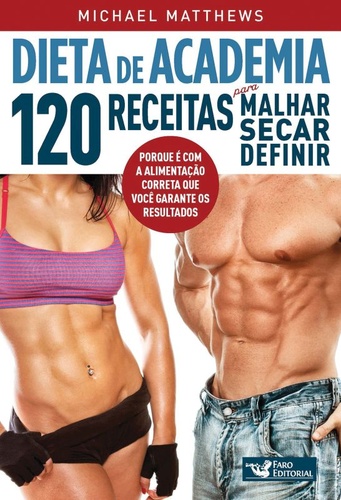 MICHAEL MATTHEWS
DIETA DE ACADEMIA
120 RECEITAS para MALHAR
SECAR
DEFINIR
PORQUE É COM
A ALIMENTAÇÃO
CORRETA QUE
VOCÊ GARANTE OS
RESULTADOS
FARO
EDITORIAL